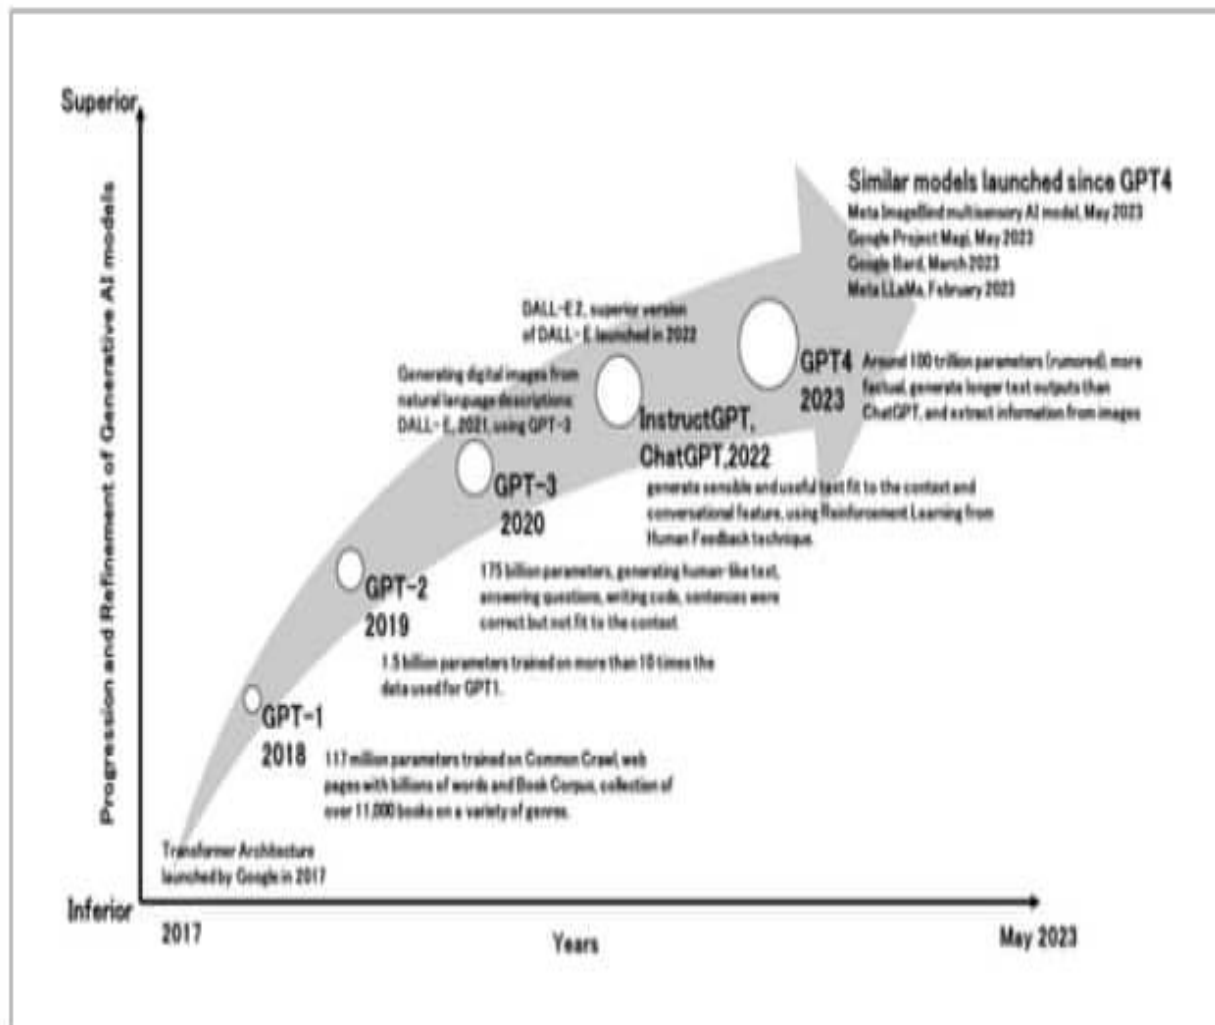 Superior
Progression and Refinement of Generative AI models
Similar models launched since GPT4
Meta ImageBind multisensory AI model, May 2023
Google Project Magi, May 2023
Google Bard, March 2023
Meta LLaMa, February 2023
DALL-E 2, superior version
of DALL- E launched in 2022
GPT4
2023
Around 100 trillion parameters (rumored), more
factual, generate longer text outputs than
ChatGPT, and extract information from images
Generating digital images from
natural language descriptions
DALL- E, 2021, using GPT-3
InstructGPT,
ChatGPT,2022
generate sensible and useful text fit to the context and
conversational feature, using Reinforcement Learning from
Human Feedback technique.
GPT-3
2020
175 billion parameters, generating human-like text,
answering questions, writing code, sentences were
correct but not fit to the context
GPT-2
2019
1.5 billion parameters trained on more than 10 times the
data used for GPT1.
GPT-1
2018
117 million parameters trained on Common Crawl, web
pages with billions of words and Book Corpus, collection of
over 11,000 books on a variety of genres.
Transformer Architecture
launched by Google in 2017
Inferior
2017
Years
May 2023